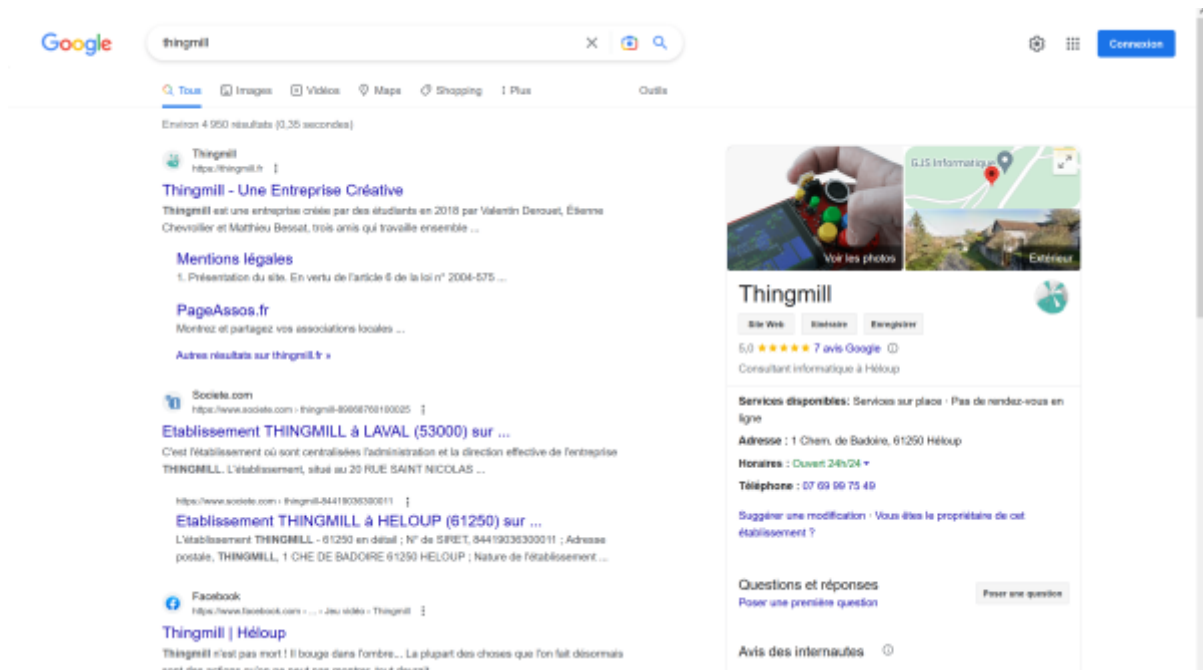 Google
thingmill
Connexion
Tous Images Vidéos Maps Shopping Plus Outils
Environ 4 950 résultats (0,35 secondes)
Thingmill
https://thingmill.fr
Thingmill - Une Entreprise Créative
Thingmill est une entreprise créée par des étudiants en 2018 par Valentin Derouet, Étienne
Chevrollier et Matthieu Bessat, trois amis qui travaille ensemble ...
Mentions légales
1. Présentation du site. En vertu de l'article 6 de la loi n° 2004-575 ...
PageAssos.fr
Montrez et partagez vos associations locales ...
Autres résultats sur thingmill.fr »
Societe.com
https://www.societe.com › thingmill-89868760100025
Etablissement THINGMILL à LAVAL (53000) sur ...
C'est l'établissement où sont centralisées l'administration et la direction effective de l'entreprise
THINGMILL. L'établissement, situé au 20 RUE SAINT NICOLAS ...
https://www.societe.com › thingmill-84419036300011
Etablissement THINGMILL à HELOUP (61250) sur ...
L'établissement THINGMILL - 61250 en détail ; N° de SIRET, 84419036300011 ; Adresse
postale, THINGMILL, 1 CHE DE BADOIRE 61250 HELOUP ; Nature de l'établissement ...
Facebook
https://www.facebook.com › ... › Jeu vidéo › Thingmill
Thingmill | Héloup
Thingmill n'est pas mort ! Il bouge dans l'ombre... La plupart des choses que l'on fait désormais
sont des actions qu'on ne peut pas montrer, tout devrait
G.J.S Informatique
Voir les photos
Extérieur
Thingmill
Site Web Itinéraire Enregistrer
5,0 7 avis Google
Consultant informatique à Héloup
Services disponibles: Services sur place · Pas de rendez-vous en
ligne
Adresse : 1 Chem. de Badoire, 61250 Héloup
Horaires : Ouvert 24h/24
Téléphone : 07 69 99 75 49
Suggérer une modification · Vous êtes le propriétaire de cet
établissement ?
Questions et réponses
Poser une première question
Poser une question
Avis des internautes